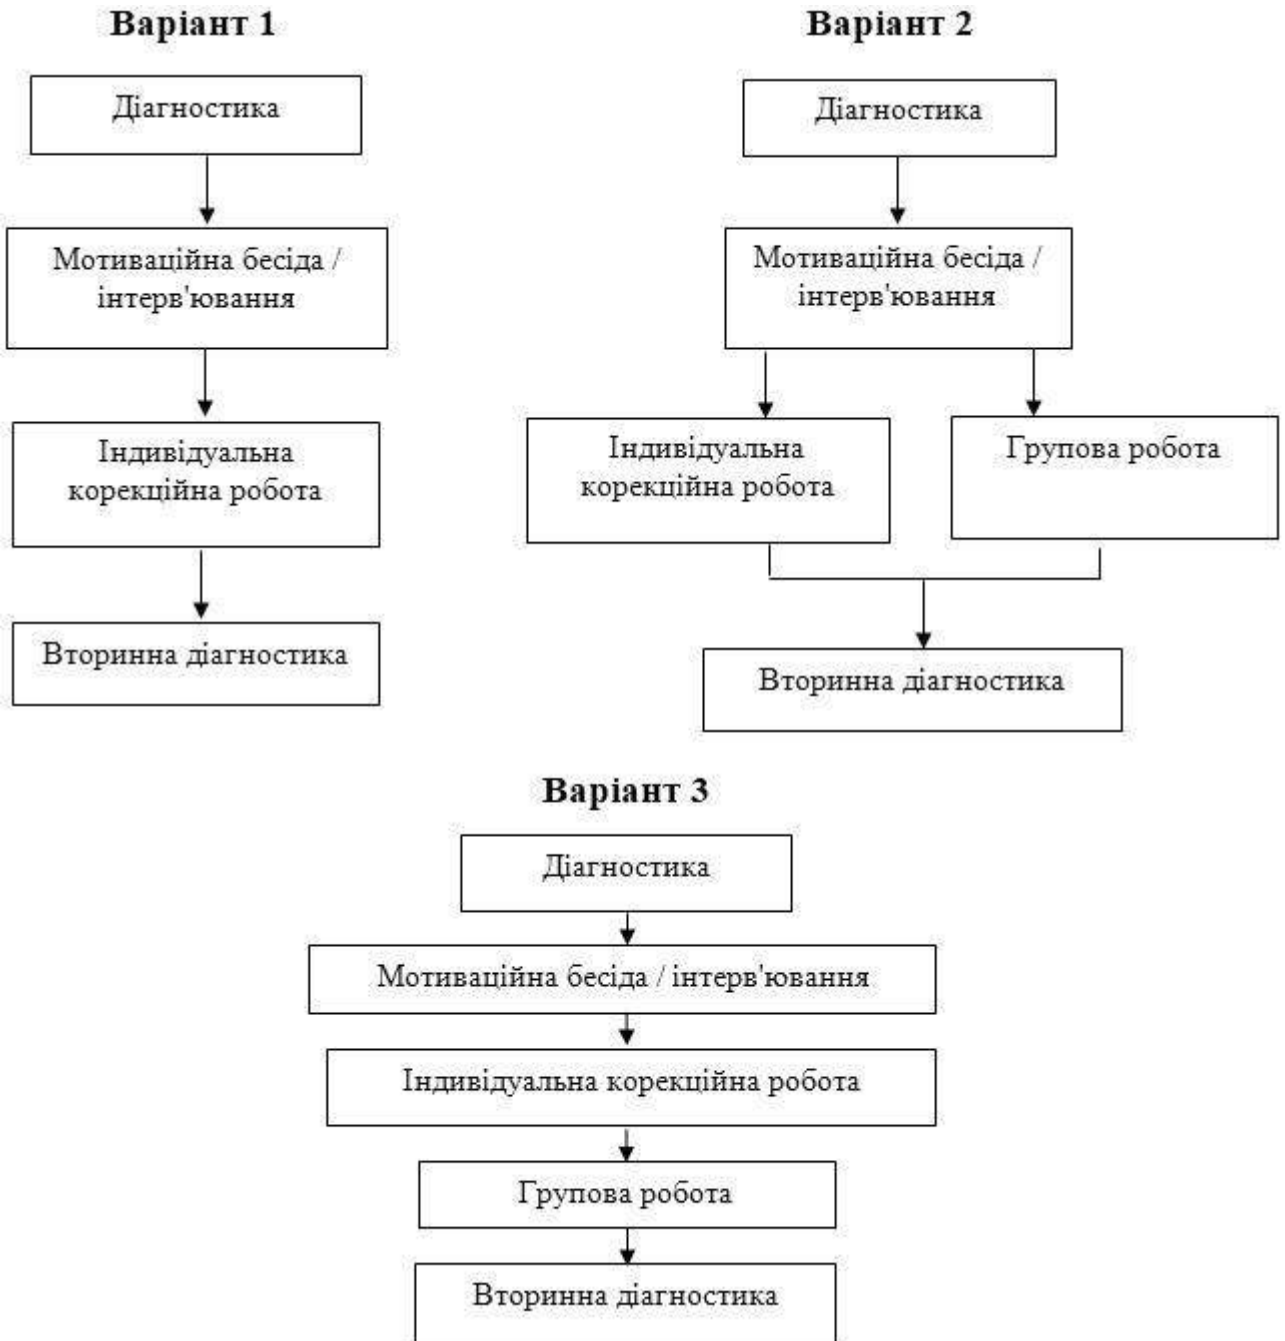 Варіант 1
Діагностика
Мотиваційна бесіда /
інтерв'ювання
Індивідуальна
корекційна робота
Вторинна діагностика
Варіант 2
Діагностика
Мотиваційна бесіда /
інтерв'ювання
Індивідуальна
корекційна робота
Групова робота
Вторинна діагностика
Варіант 3
Діагностика
Мотиваційна бесіда / інтерв'ювання
Індивідуальна корекційна робота
Групова робота
Вторинна діагностика